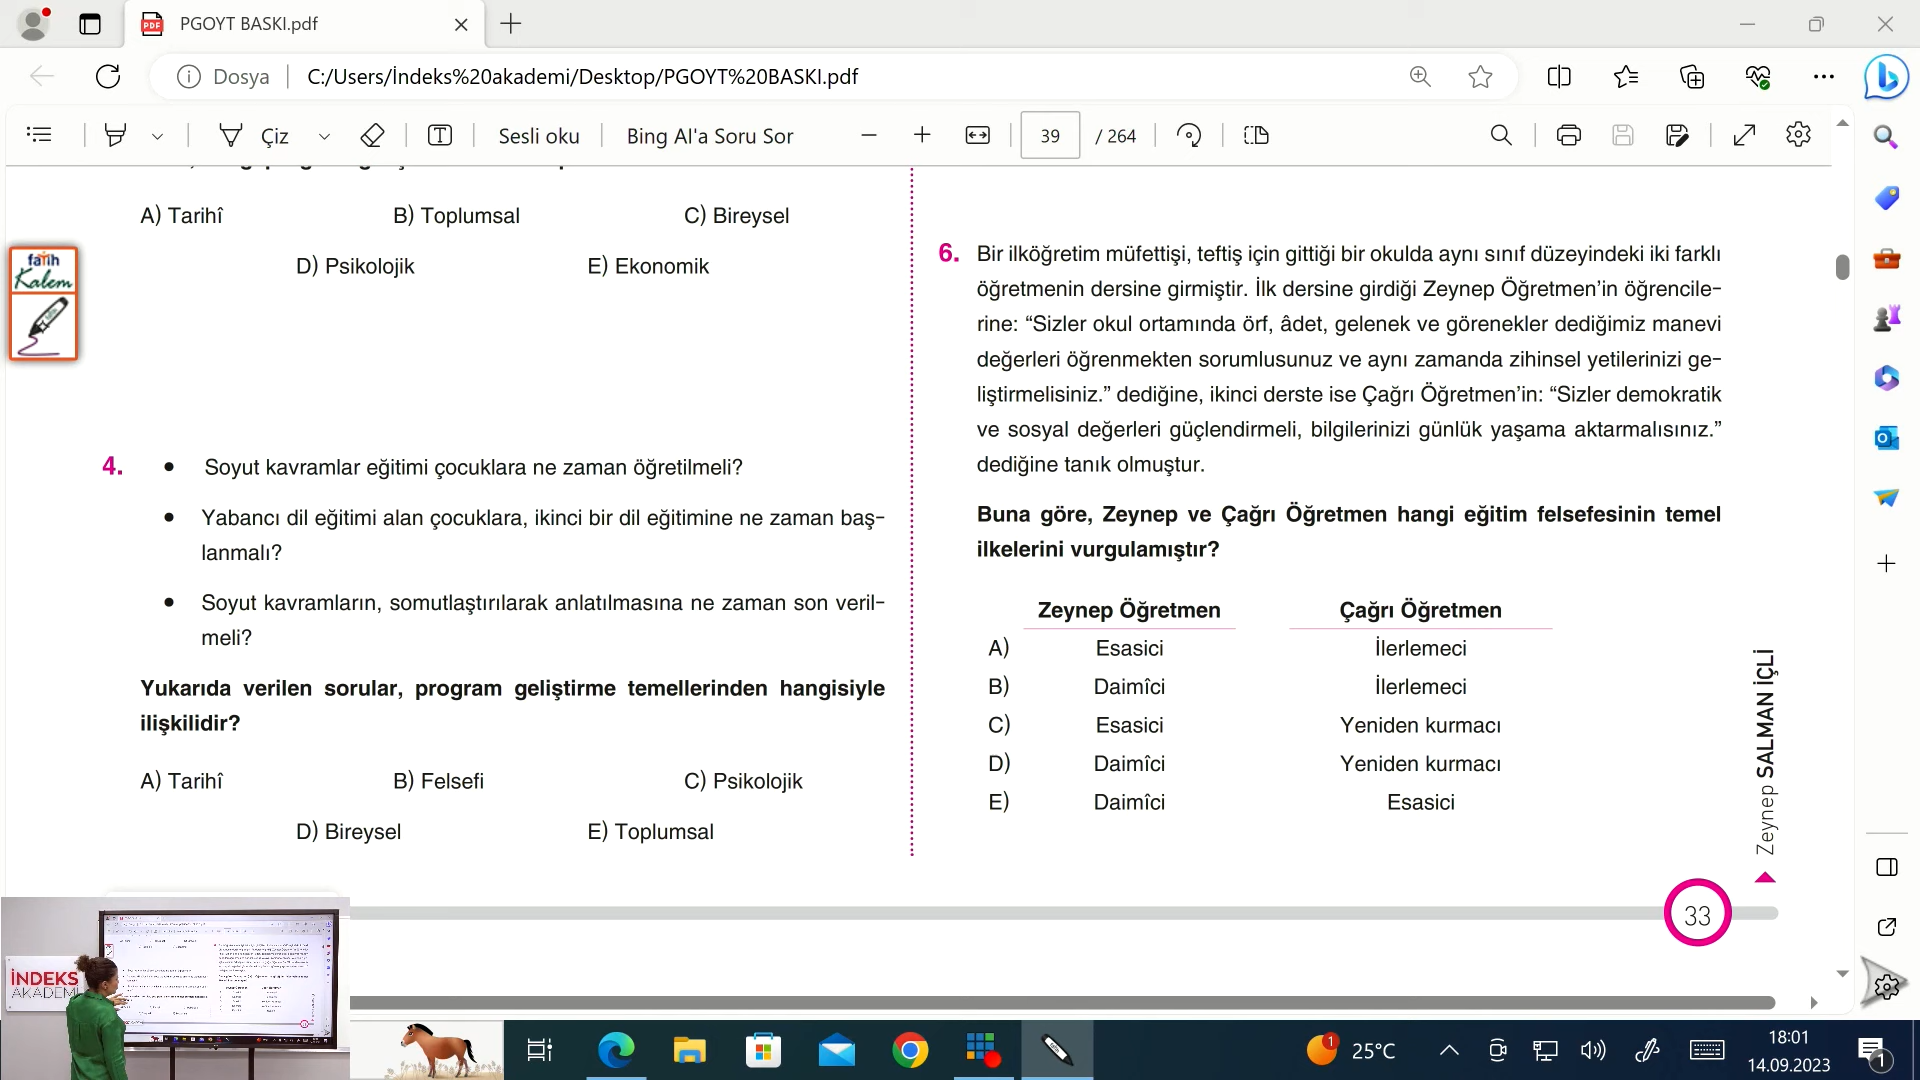 PGOYT BASKI.pdf
Dosya
C:/Users/İndeks%20akademi/Desktop/PGOYT%20BASKI.pdf
Çiz
Sesli oku
Bing AI'a Soru Sor
39
/ 264
A) Tarihî B) Toplumsal C) Bireysel
D) Psikolojik E) Ekonomik
fatih
Kalem
4. • Soyut kavramlar eğitimi çocuklara ne zaman öğretilmeli?
• Yabancı dil eğitimi alan çocuklara, ikinci bir dil eğitimine ne zaman baş-
lanmalı?
• Soyut kavramların, somutlaştırılarak anlatılmasına ne zaman son veril-
meli?
Yukarıda verilen sorular, program geliştirme temellerinden hangisiyle
ilişkilidir?
A) Tarihî B) Felsefi C) Psikolojik
D) Bireysel E) Toplumsal
6. Bir ilköğretim müfettişi, teftiş için gittiği bir okulda aynı sınıf düzeyindeki iki farklı
öğretmenin dersine girmiştir. İlk dersine girdiği Zeynep Öğretmen'in öğrencile-
rine: “Sizler okul ortamında örf, âdet, gelenek ve görenekler dediğimiz manevi
değerleri öğrenmekten sorumlusunuz ve aynı zamanda zihinsel yetilerinizi ge-
liştirmelisiniz.” dediğine, ikinci derste ise Çağrı Öğretmen'in: “Sizler demokratik
ve sosyal değerleri güçlendirmeli, bilgilerinizi günlük yaşama aktarmalısınız.”
dediğine tanık olmuştur.
Buna göre, Zeynep ve Çağrı Öğretmen hangi eğitim felsefesinin temel
ilkelerini vurgulamıştır?
Zeynep Öğretmen Çağrı Öğretmen
A) Esasici İlerlemeci
B) Daimîci İlerlemeci
C) Esasici Yeniden kurmacı
D) Daimîci Yeniden kurmacı
E) Daimîci Esasici
Zeynep SALMAN İÇLİ
33
İNDEKS
AKADEMİ
1
25°C
18:01
14.09.2023
1